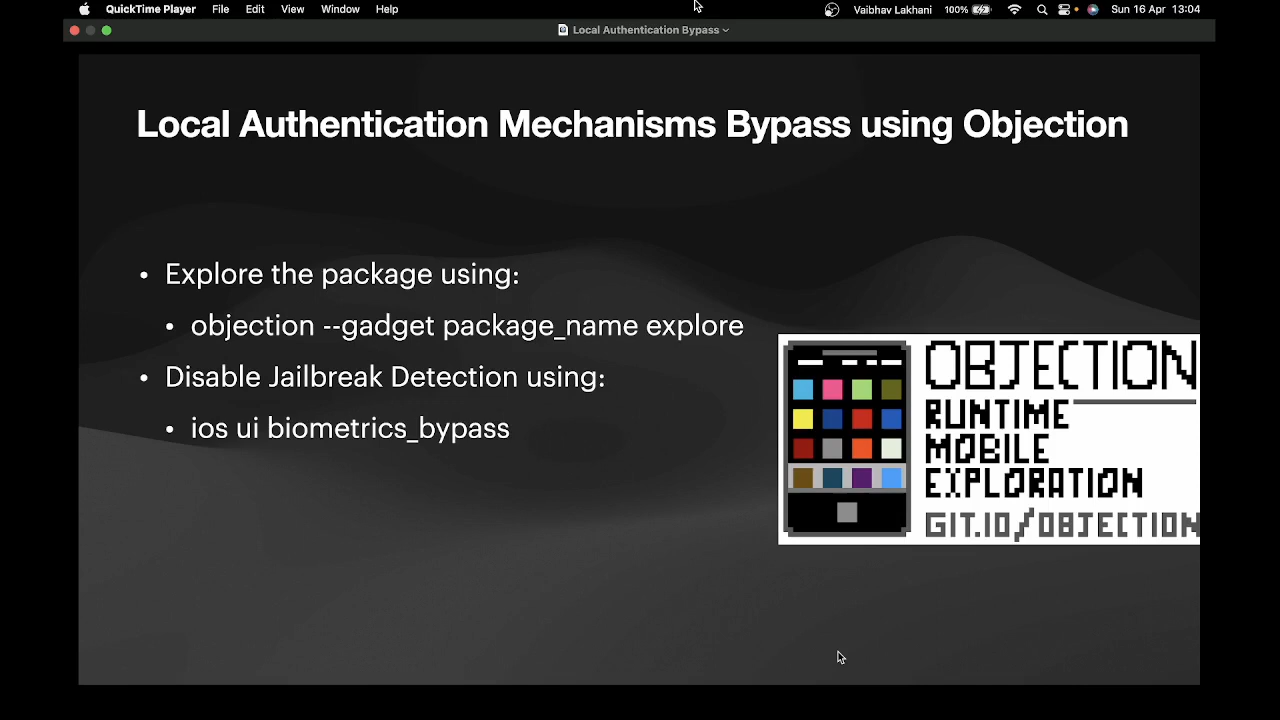 QuickTime Player File Edit View Window Help Vaibhav Lakhani 100% Sun 16 Apr 13:04
Local Authentication Bypass
Local Authentication Mechanisms Bypass using Objection
• Explore the package using:
• objection --gadget package_name explore
• Disable Jailbreak Detection using:
• ios ui biometrics_bypass
OBJECTION
RUNTIME
MOBILE
EXPLORATION
GIT.IO/OBJECTION